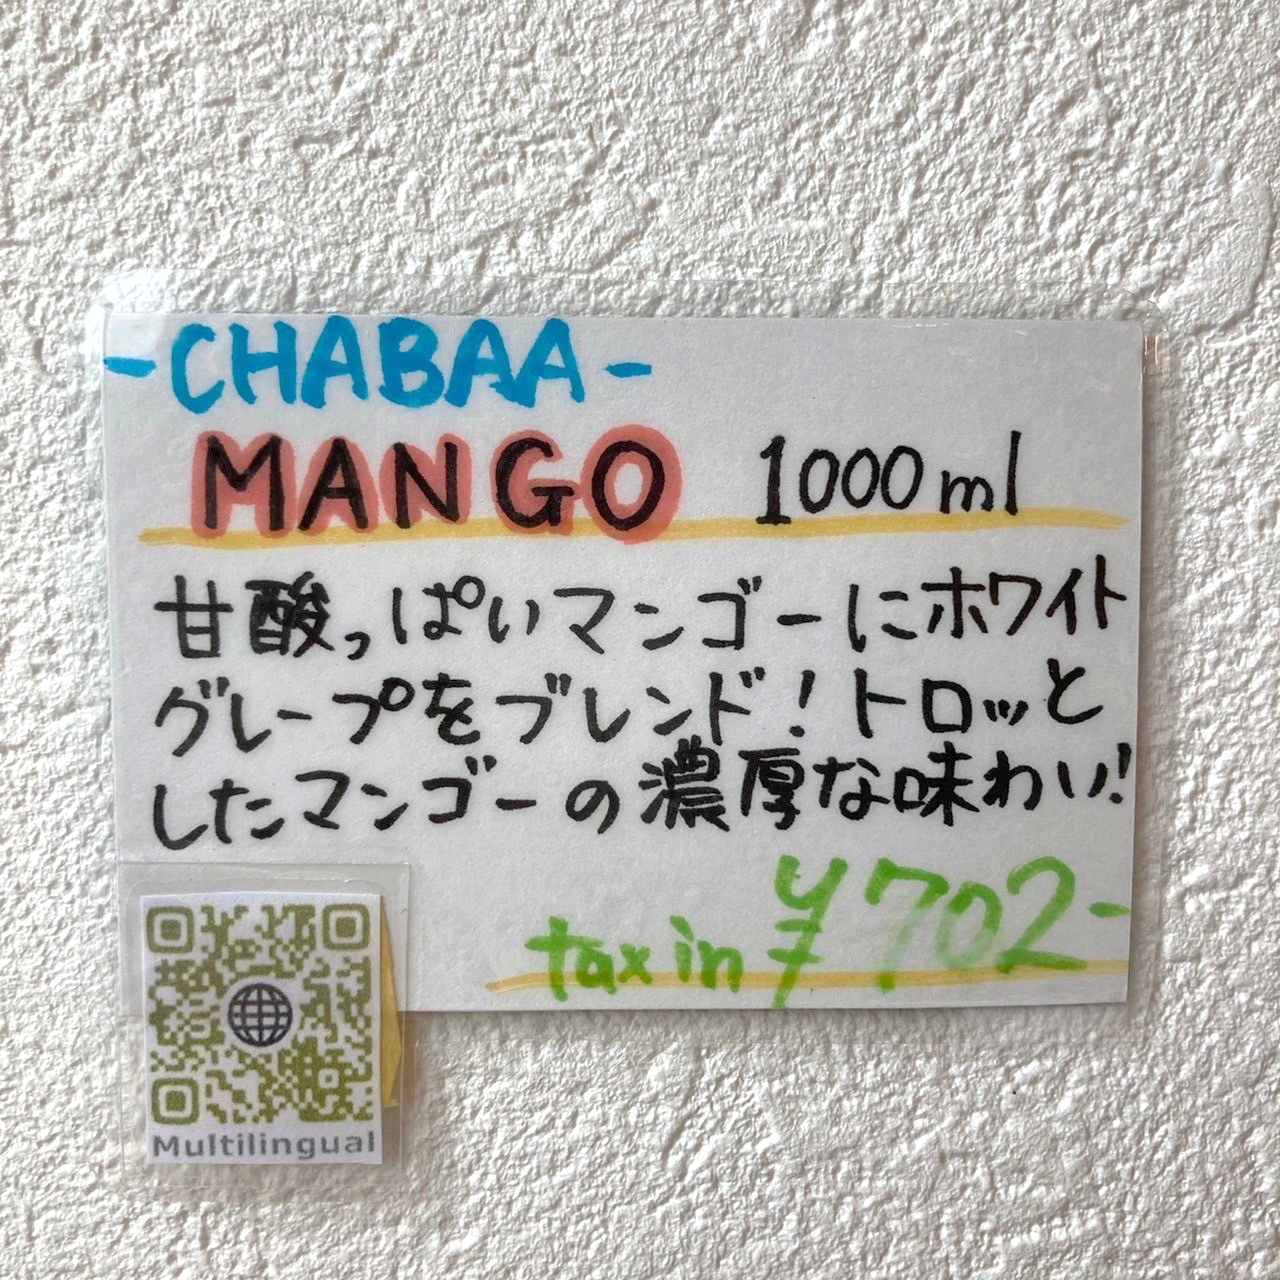 -CHABAA-
MANGO 1000ml
甘酸っぱいマンゴーにホワイト
グレープをブレンド!トロッと
したマンゴーの濃厚な味わい!
tax in ¥702-
Multilingual